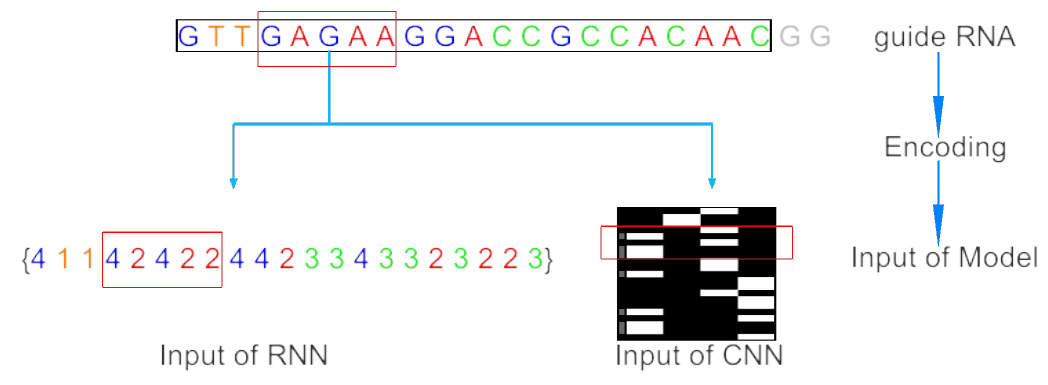 G T T G A G A A G G A C C G C C A C A A C G G
guide RNA
Encoding
{4 1 1 4 2 4 2 2 4 4 2 3 3 4 3 3 2 3 2 2 3}
Input of Model
Input of RNN
Input of CNN